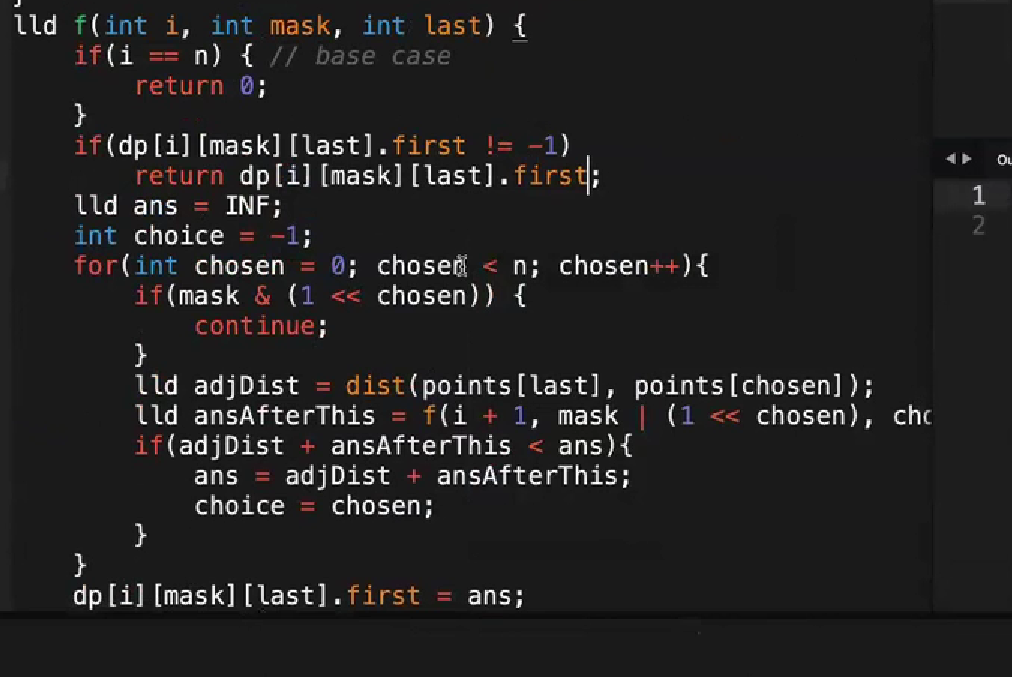 lld f(int i, int mask, int last) {
if(i == n) { // base case
return 0;
}
if(dp[i][mask][last].first != -1)
return dp[i][mask][last].first;
lld ans = INF;
int choice = -1;
for(int chosen = 0; chosen < n; chosen++){
if(mask & (1 << chosen)) {
continue;
}
lld adjDist = dist(points[last], points[chosen]);
lld ansAfterThis = f(i + 1, mask | (1 << chosen), cho
if(adjDist + ansAfterThis < ans){
ans = adjDist + ansAfterThis;
choice = chosen;
}
}
dp[i][mask][last].first = ans;
Ou
1
2